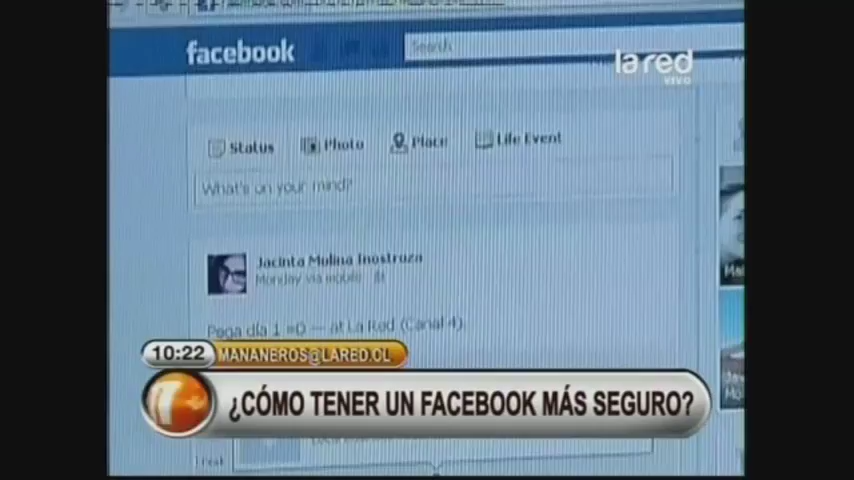 facebook
Search
la red
VIVO
Status
Photo
Place
Life Event
What's on your mind?
Jacinta Molina Inostroza
Monday via mobile
Pega día 1 =D — at La Red (Canal 4).
10:22
MANANEROS@LARED.CL
¿CÓMO TENER UN FACEBOOK MÁS SEGURO?